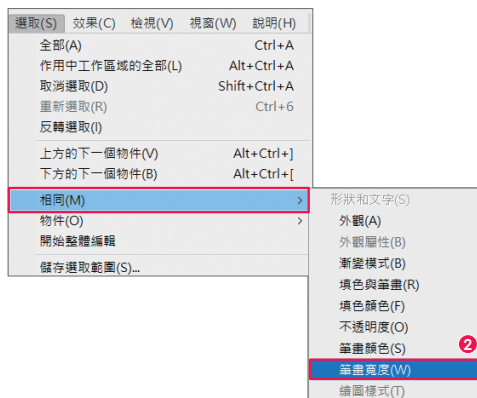 選取(S) 效果(C) 檢視(V) 視窗(W) 說明(H)
全部(A) Ctrl+A
作用中工作區域的全部(L) Alt+Ctrl+A
取消選取(D) Shift+Ctrl+A
重新選取(R) Ctrl+6
反轉選取(I)
上方的下一個物件(V) Alt+Ctrl+]
下方的下一個物件(B) Alt+Ctrl+[
相同(M) >
物件(O) >
開始整體編輯
儲存選取範圍(S)...
形狀和文字(S)
外觀(A)
外觀屬性(B)
漸變模式(B)
填色與筆畫(R)
填色顏色(F)
不透明度(O)
筆畫顏色(S)
2
筆畫寬度(W)
繪圖樣式(T)